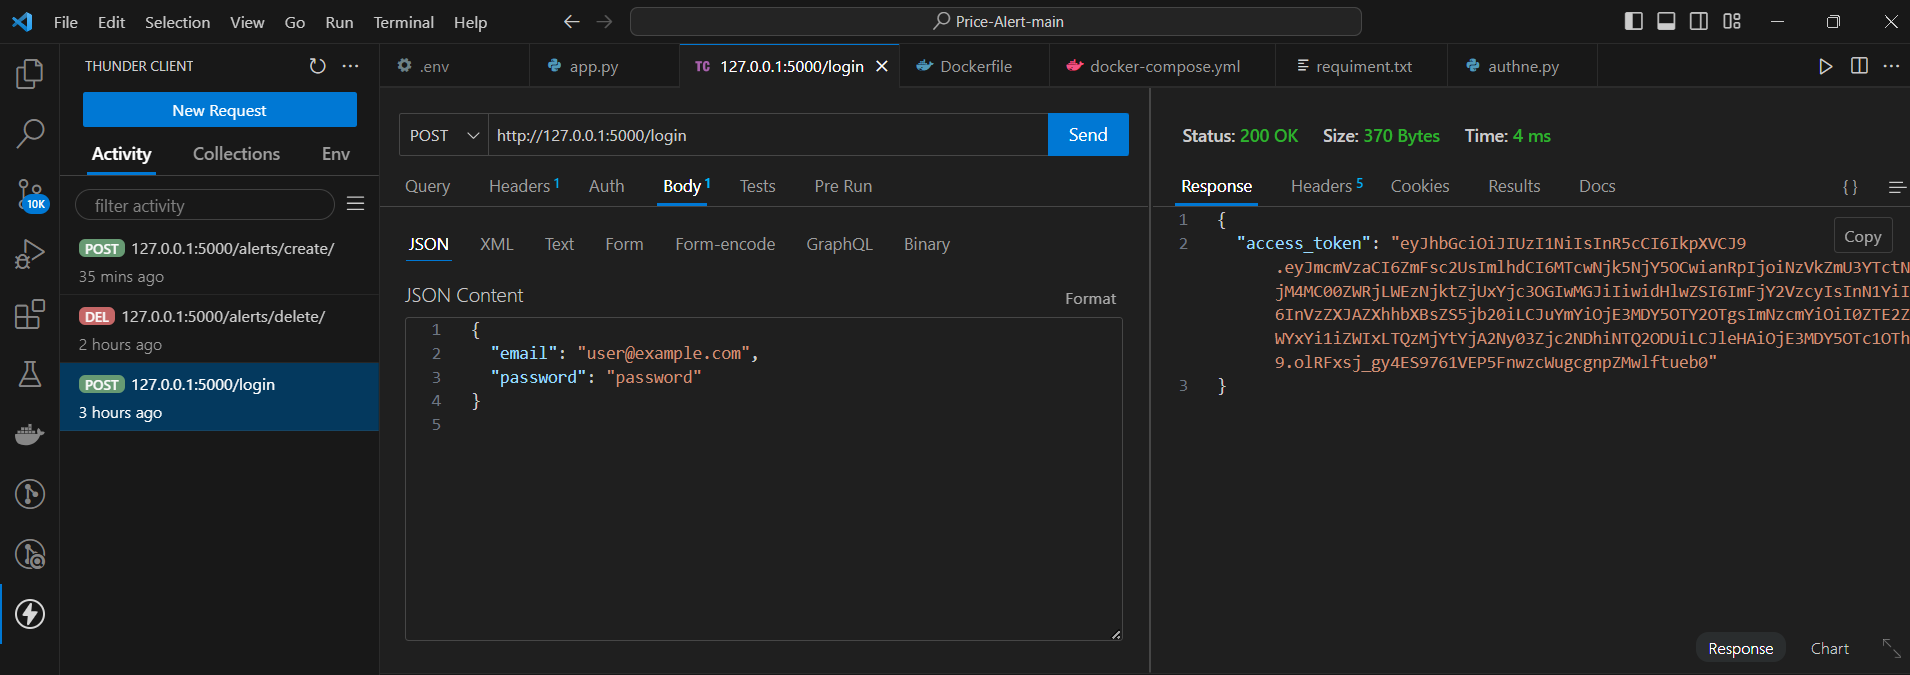 File Edit Selection View Go Run Terminal Help
Price-Alert-main
THUNDER CLIENT
New Request
Activity Collections Env
filter activity
POST 127.0.0.1:5000/alerts/create/
35 mins ago
DEL 127.0.0.1:5000/alerts/delete/
2 hours ago
POST 127.0.0.1:5000/login
3 hours ago
10K
.env
app.py
TC 127.0.0.1:5000/login
Dockerfile
docker-compose.yml
requiment.txt
authne.py
POST http://127.0.0.1:5000/login Send
Query Headers 1 Auth Body 1 Tests Pre Run
JSON XML Text Form Form-encode GraphQL Binary
JSON Content
Format
1 {
2 "email": "user@example.com",
3 "password": "password"
4 }
5
Status: 200 OK Size: 370 Bytes Time: 4 ms
Response Headers 5 Cookies Results Docs { }
Copy
1 {
2 "access_token": "eyJhbGciOiJIUzI1NiIsInR5cCI6IkpXVCJ9
.eyJmcmVzaCI6ZmFsc2UsImlhdCI6MTcwNjk5NjY5OCwianRpIjoiNzVkZmU3YTctN
jM4MC00ZWRjLWEzNjktZjUxYjc3OGIwMGJiIiwidHlwZSI6ImFjY2VzcyIsInN1YiI
6InVzZXJAZXhhbXBsZS5jb20iLCJuYmYiOjE3MDY5OTY2OTgsImNzcmYiOiI0ZTE2Z
WYxYi1iZWIxLTQzMjYtYjA2Ny03Zjc2NDhiNTQ2ODUiLCJleHAiOjE3MDY5OTc1OTh
9.olRFxsj_gy4ES9761VEP5FnwzcWugcgnpZMwlftueb0"
3 }
Response Chart